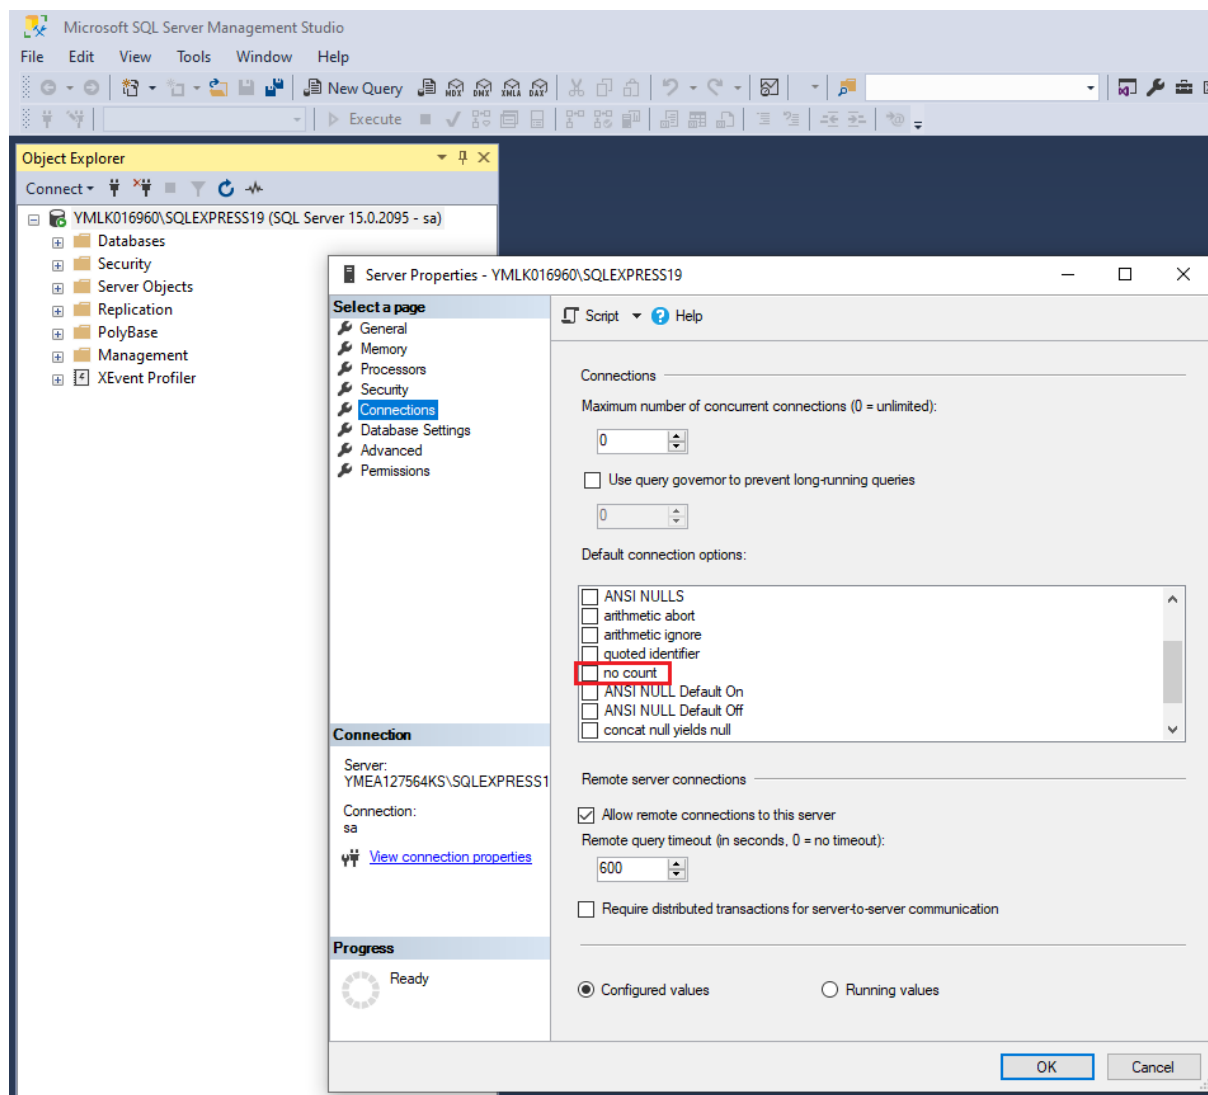 Microsoft SQL Server Management Studio
File Edit View Tools Window Help
New Query MDX DMX XMLA DAX
Execute
Object Explorer
Connect
YMLK016960\SQLEXPRESS19 (SQL Server 15.0.2095 - sa)
Databases
Security
Server Objects
Replication
PolyBase
Management
XEvent Profiler
Server Properties - YMLK016960\SQLEXPRESS19
Select a page
General
Memory
Processors
Security
Connections
Database Settings
Advanced
Permissions
Connection
Server:
YMEA127564KS\SQLEXPRESS1
Connection:
sa
View connection properties
Progress
Ready
Script Help
Connections
Maximum number of concurrent connections (0 = unlimited):
0
Use query governor to prevent long-running queries
0
Default connection options:
ANSI NULLS
arithmetic abort
arithmetic ignore
quoted identifier
no count
ANSI NULL Default On
ANSI NULL Default Off
concat null yields null
Remote server connections
Allow remote connections to this server
Remote query timeout (in seconds, 0 = no timeout):
600
Require distributed transactions for server-to-server communication
Configured values Running values
OK Cancel